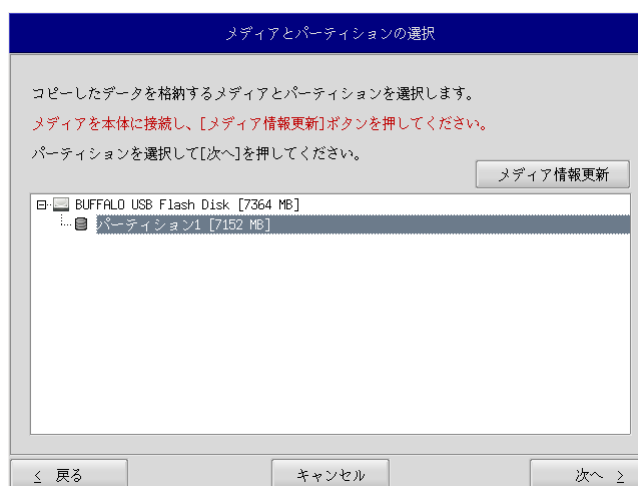 メディアとパーティションの選択
コピーしたデータを格納するメディアとパーティションを選択します。
メディアを本体に接続し、[メディア情報更新]ボタンを押してください。
パーティションを選択して[次へ]を押してください。
メディア情報更新
BUFFALO USB Flash Disk [7364 MB]
パーティション1 [7152 MB]
< 戻る
キャンセル
次へ >